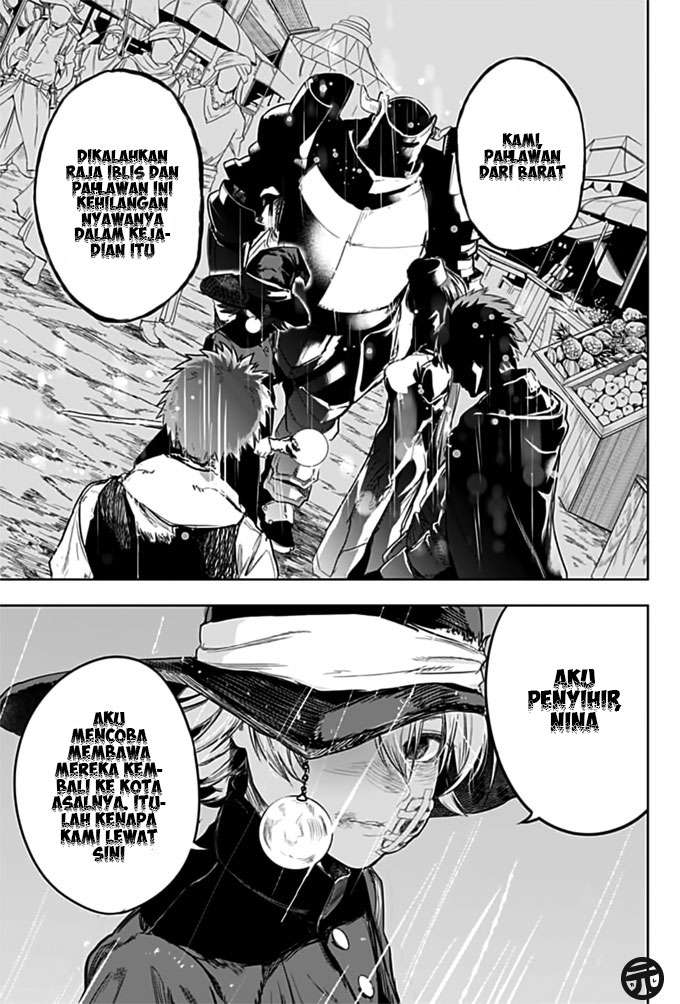 KAMI,
PAHLAWAN
DARI BARAT
DIKALAHKAN
RAJA IBLIS DAN
PAHLAWAN INI
KEHILANGAN
NYAWANYA
DALAM KEJA-
DIAN ITU
AKU
PENYIHIR,
NINA
AKU
MENCOBA
MEMBAWA
MEREKA KEM-
BALI KE KOTA
ASALNYA. ITU-
LAH KENAPA
KAMI LEWAT
SINI